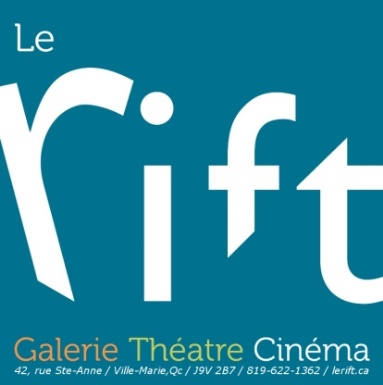 Le
rift
Galerie Théatre Cinéma
42, rue Ste-Anne / Ville-Marie,Qc / J9V 2B7 / 819-622-1362 / lerift.ca